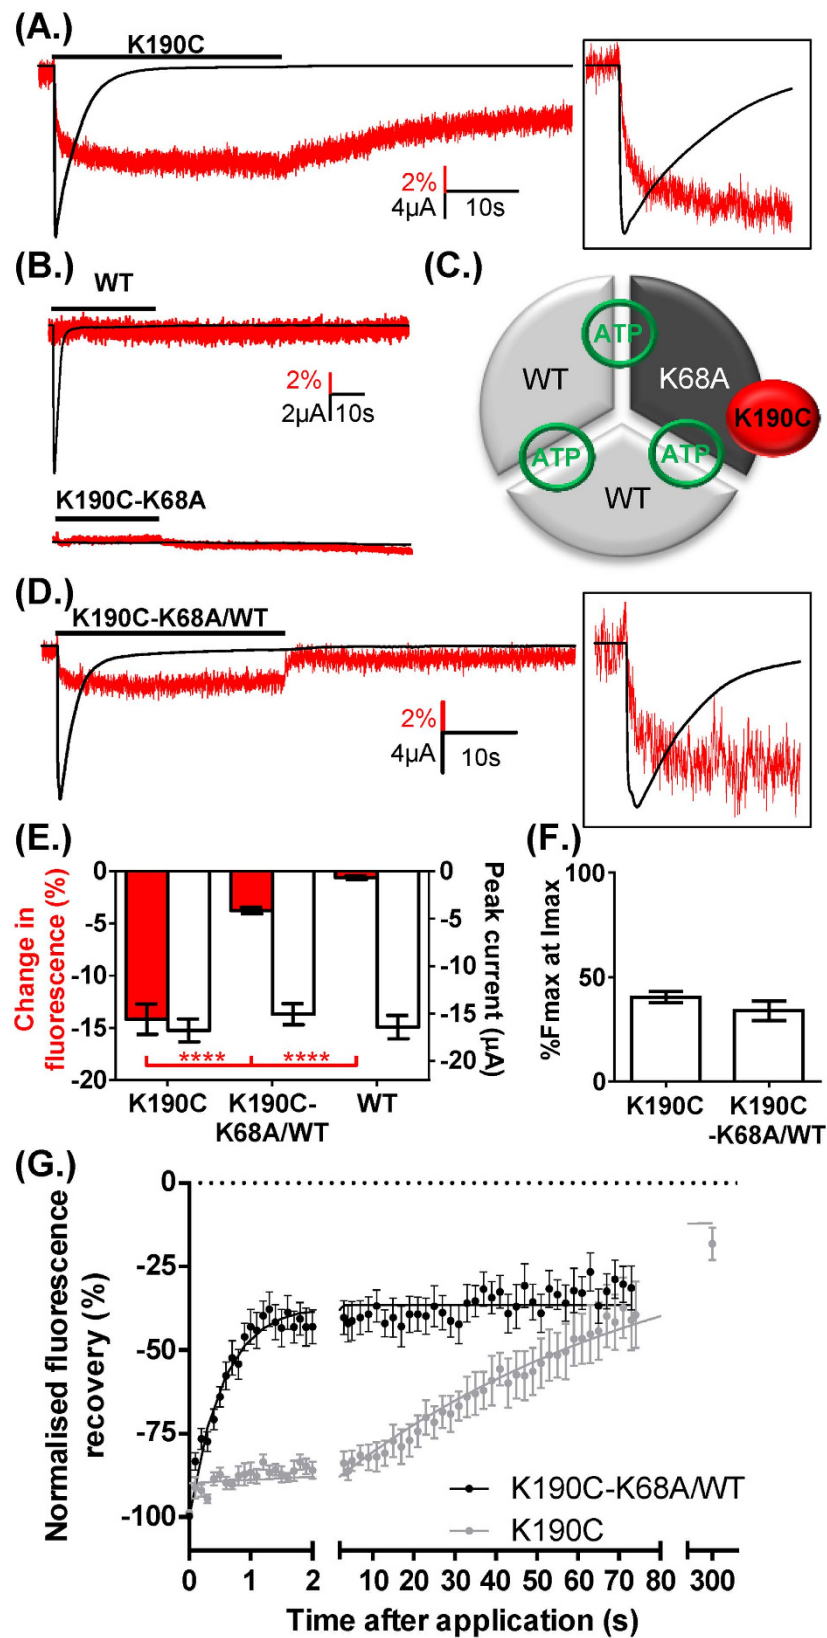 (A.)
K190C
2%
4µA 10s
(B.)
WT
2%
2µA 10s
K190C-K68A
(C.)
ATP
WT K68A
K190C
ATP ATP
WT
(D.)
K190C-K68A/WT
2%
4µA 10s
(E.)
Change in
fluorescence (%)
0
-5
-10
-15
-20
0
-5
-10
-15
-20
Peak current (µA)
**** ****
K190C K190C-
K68A/WT WT
(F.)
%Fmax at Imax
100
50
0
K190C K190C
-K68A/WT
(G.)
Normalised fluorescence
recovery (%)
0
-25
-50
-75
-100
K190C-K68A/WT
K190C
0 1 2 10 20 30 40 50 60 70 80 300
Time after application (s)